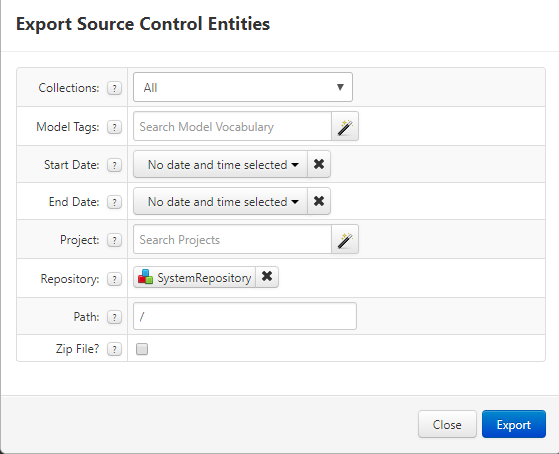 Export Source Control Entities
Collections: ? All
Model Tags: ? Search Model Vocabulary
Start Date: ? No date and time selected
End Date: ? No date and time selected
Project: ? Search Projects
Repository: ? SystemRepository
Path: ? /
Zip File? ?
Close Export